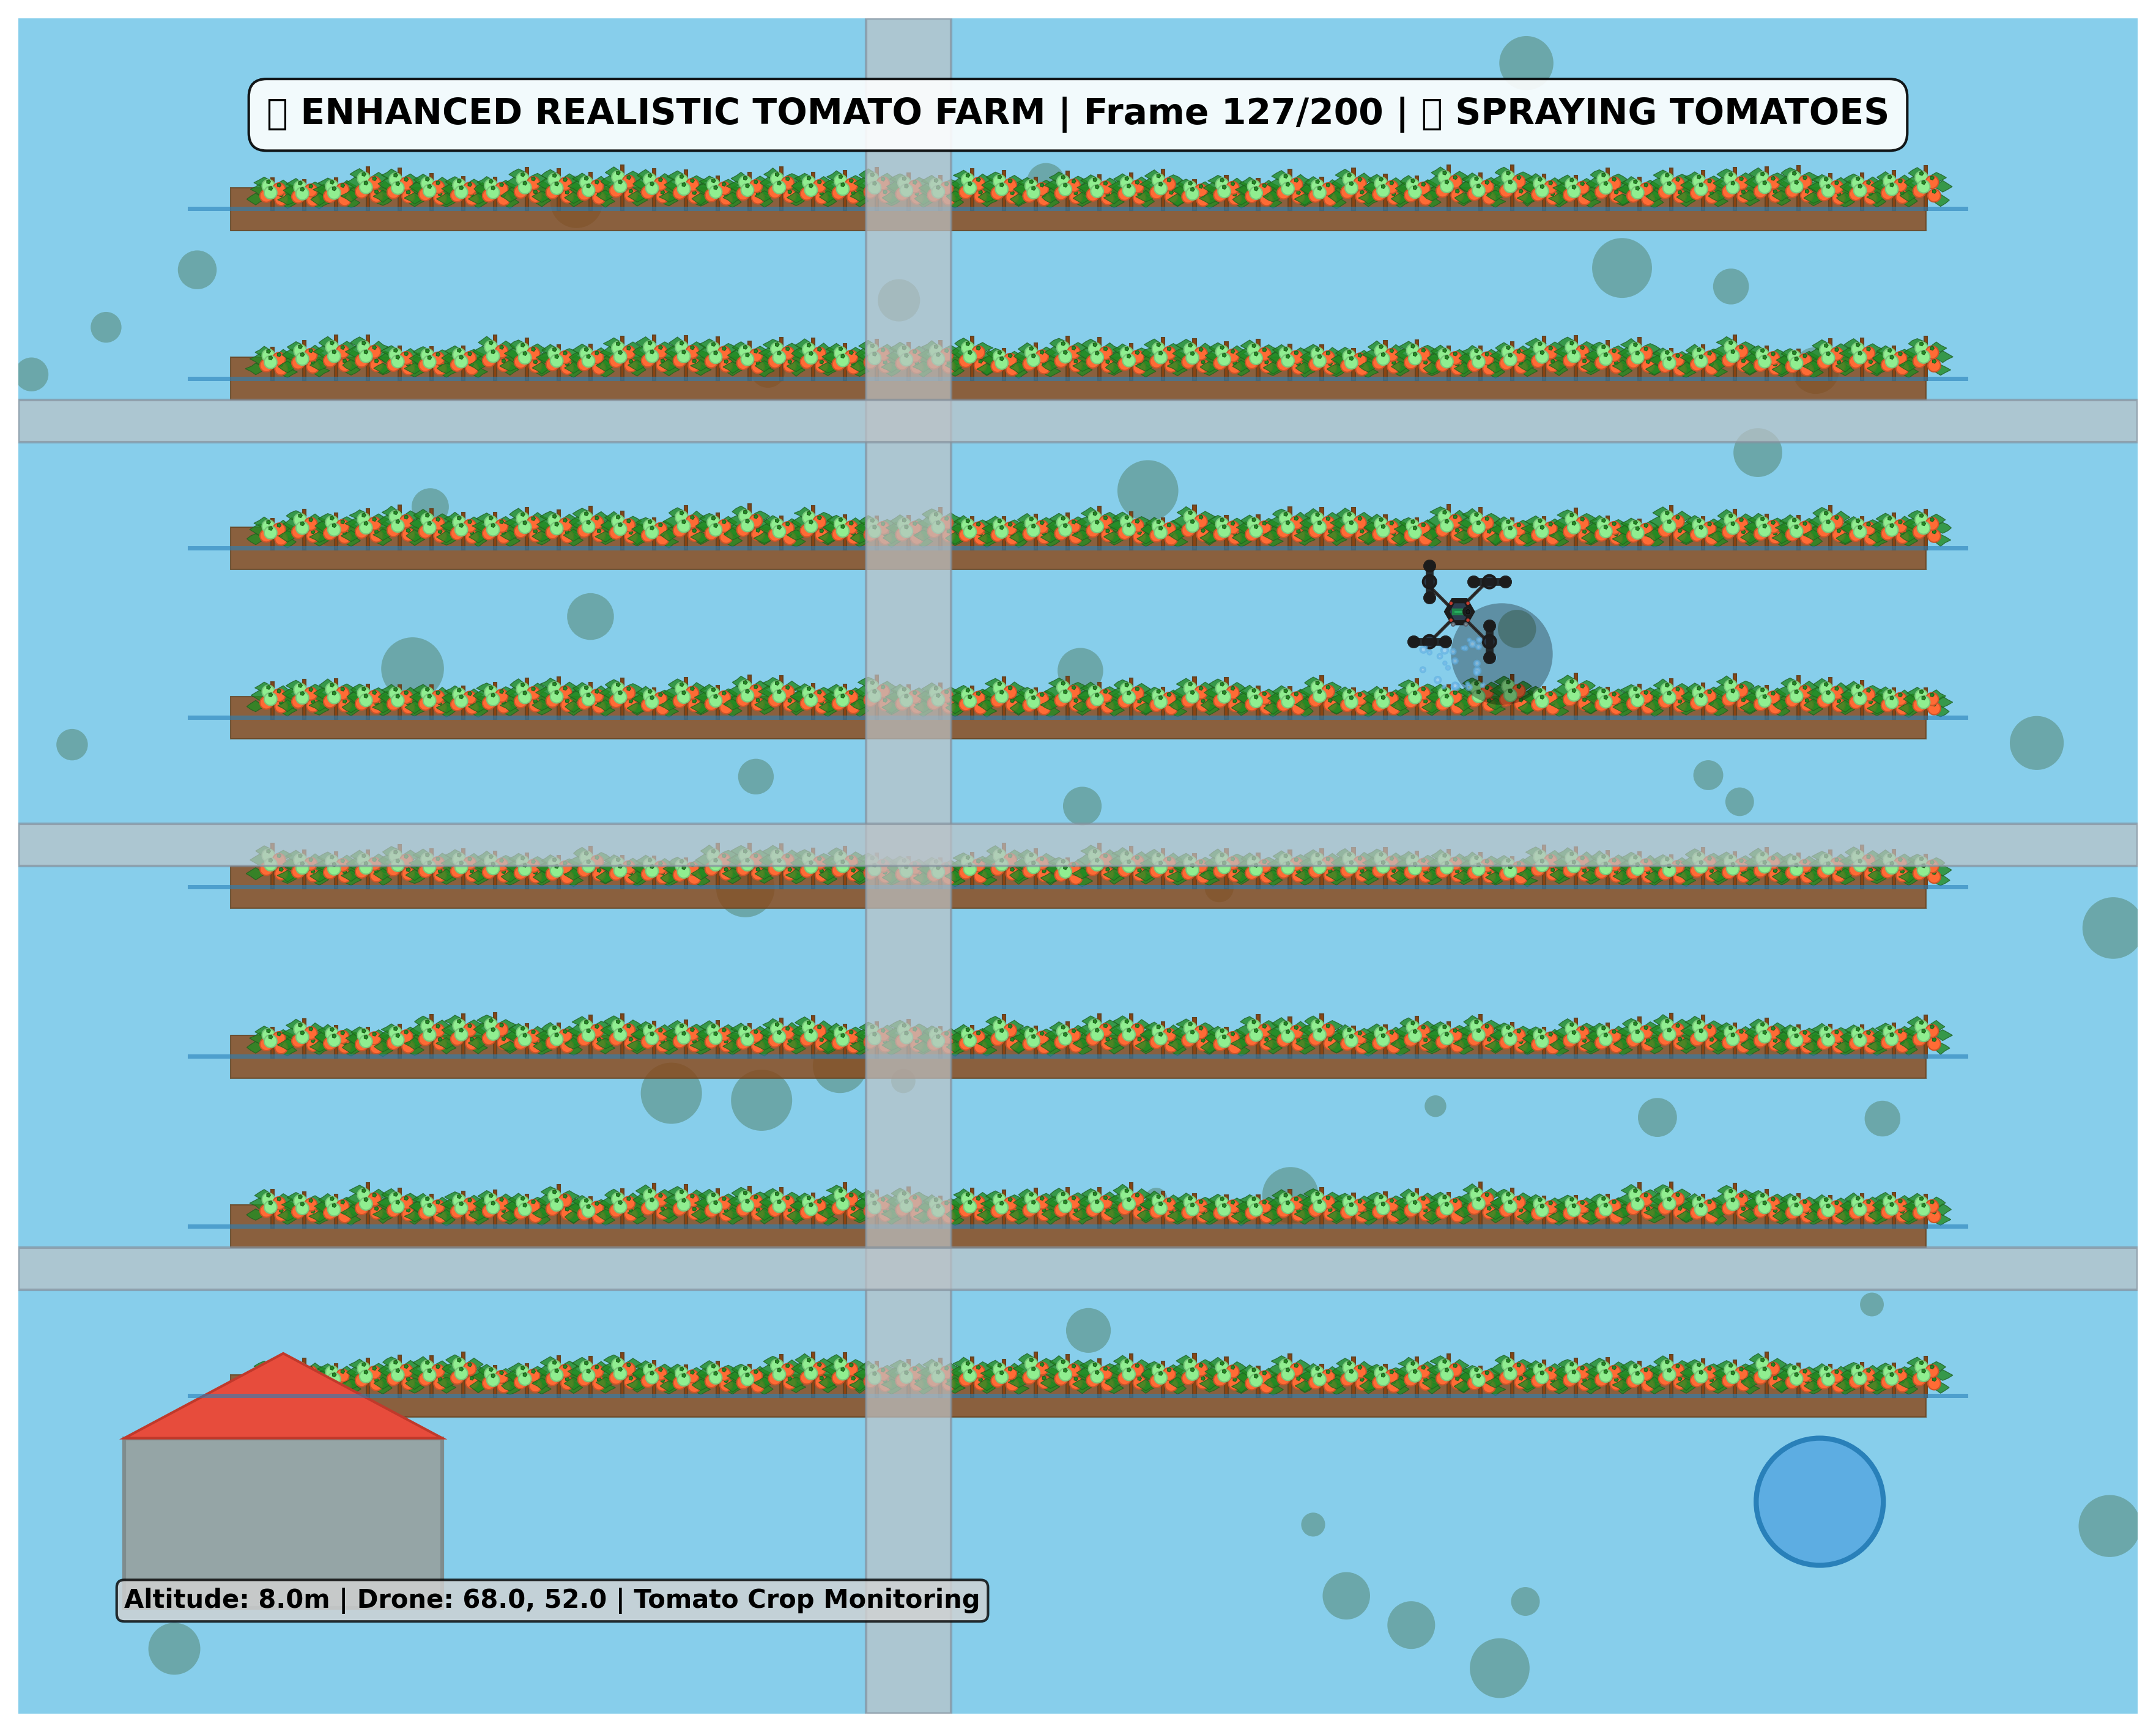 ▯ ENHANCED REALISTIC TOMATO FARM | Frame 127/200 | ▯ SPRAYING TOMATOES
Altitude: 8.0m | Drone: 68.0, 52.0 | Tomato Crop Monitoring